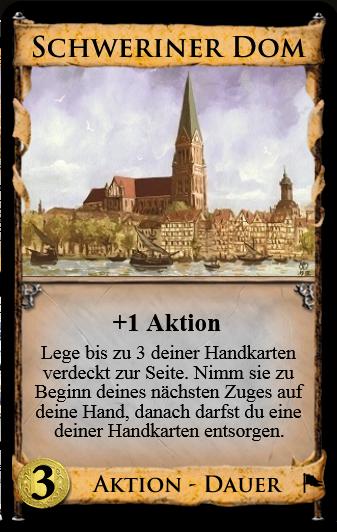 SCHWERINER DOM
+1 Aktion
Lege bis zu 3 deiner Handkarten
verdeckt zur Seite. Nimm sie zu
Beginn deines nächsten Zuges auf
deine Hand, danach darfst du eine
deiner Handkarten entsorgen.
3 AKTION - DAUER